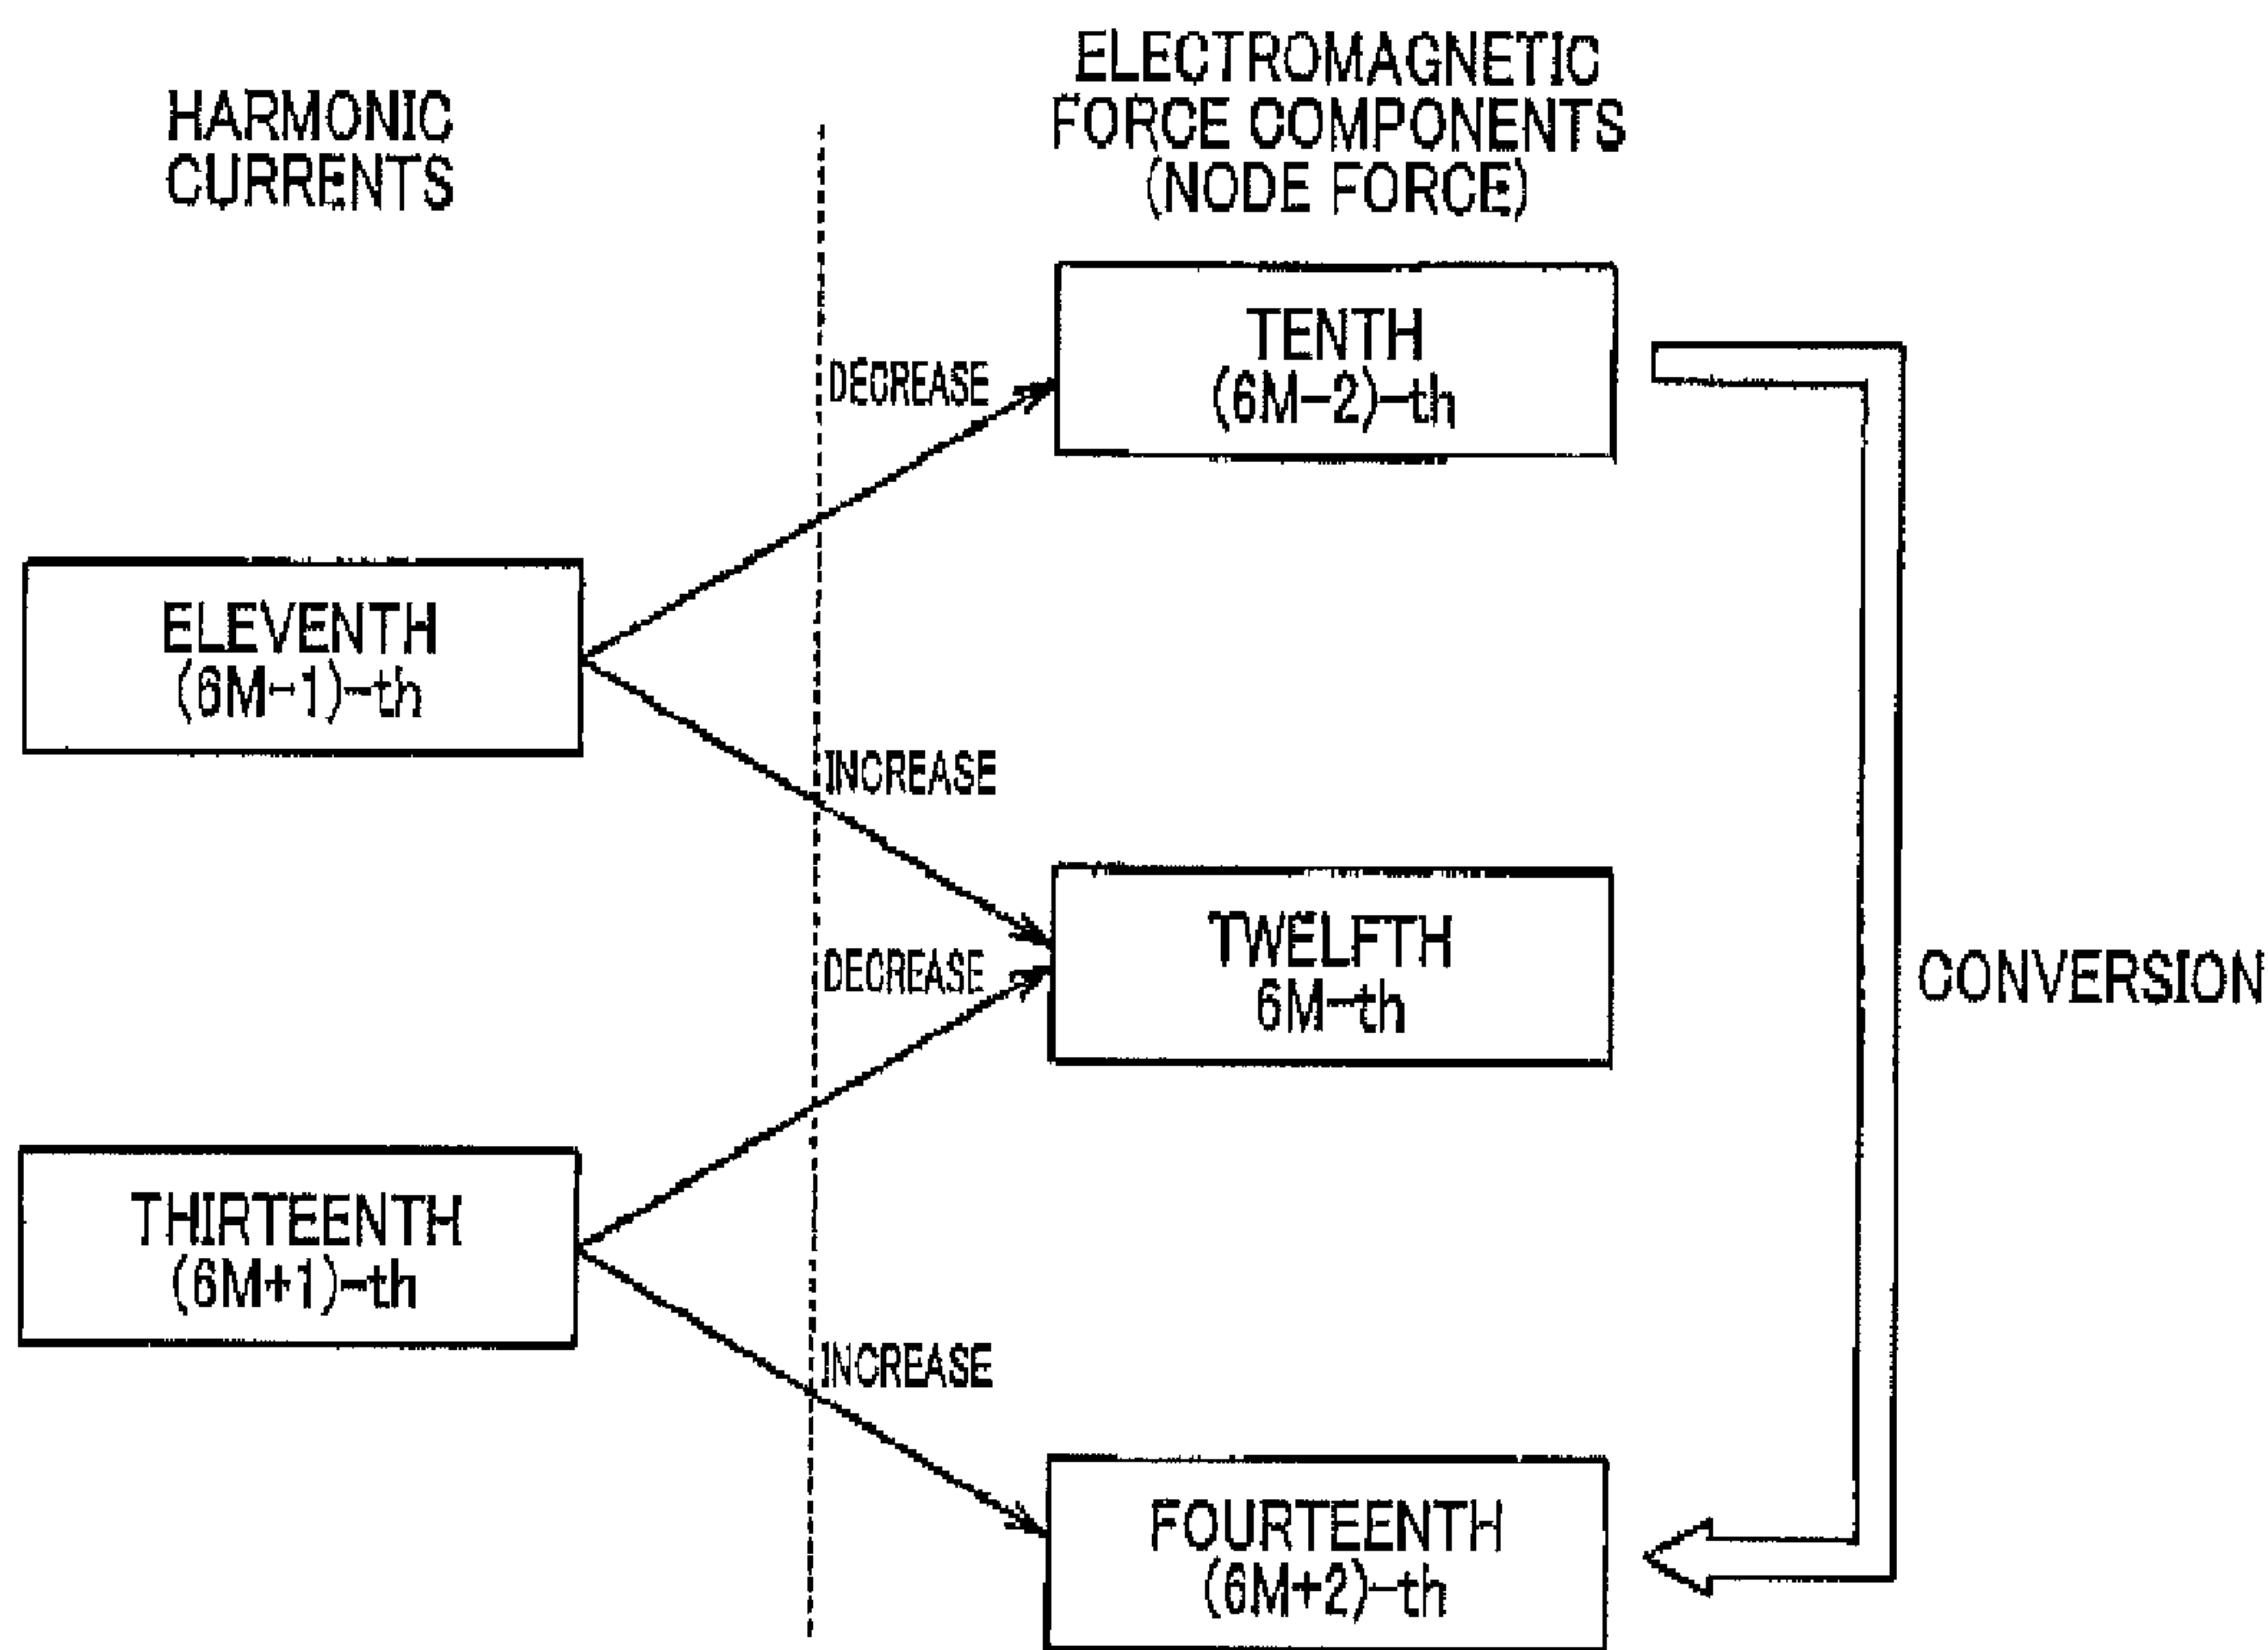 HARMONIC
CURRENTS
ELECTROMAGNETIC
FORCE COMPONENTS
(NODE FORCE)
TENTH
(6M-2)-th
DECREASE
ELEVENTH
(6M-1)-th
INCREASE
TWELFTH
6M-th
DECREASE
CONVERSION
THIRTEENTH
(6M+1)-th
INCREASE
FOURTEENTH
(6M+2)-th